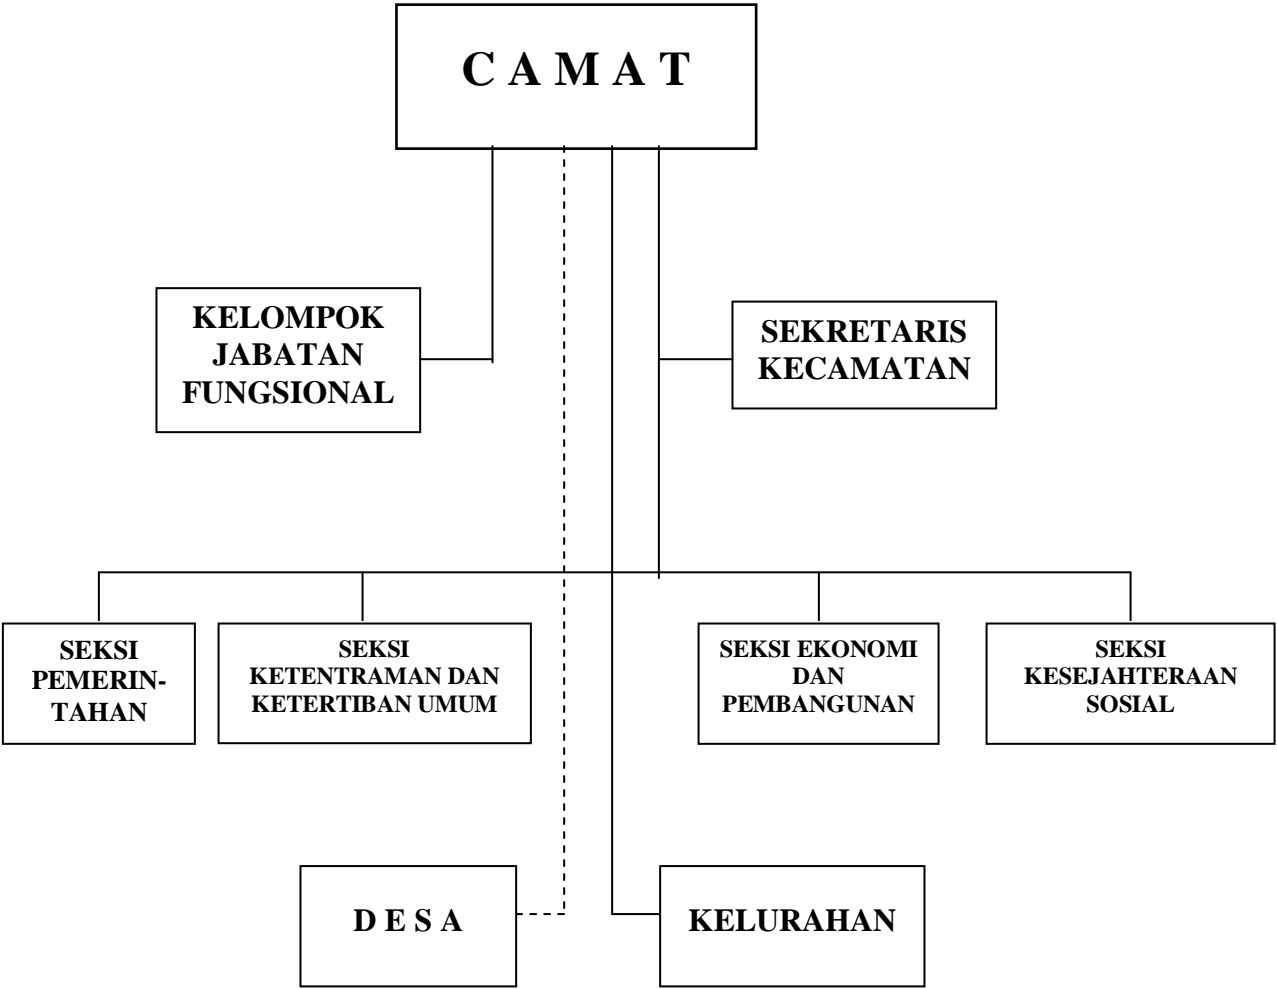 C A M A T
KELOMPOK
JABATAN
FUNGSIONAL
SEKRETARIS
KECAMATAN
SEKSI
PEMERIN-
TAHAN
SEKSI
KETENTRAMAN DAN
KETERTIBAN UMUM
SEKSI EKONOMI
DAN
PEMBANGUNAN
SEKSI
KESEJAHTERAAN
SOSIAL
D E S A
KELURAHAN